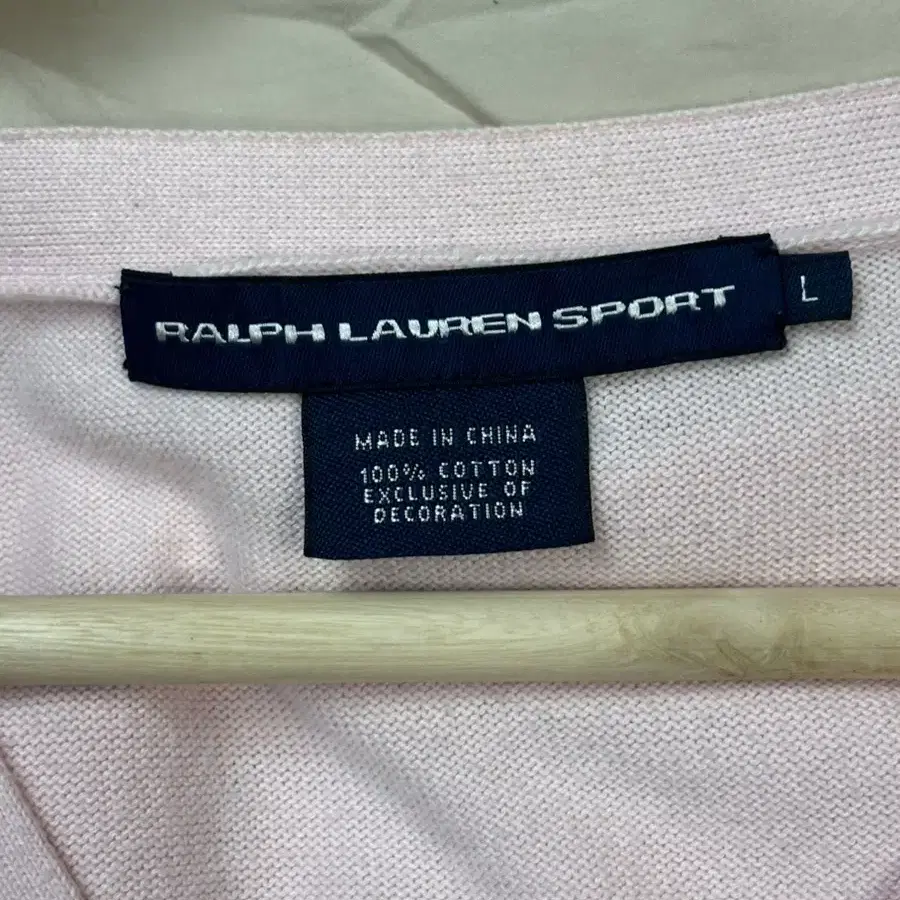 RALPH LAUREN SPORT
L
MADE IN CHINA
100% COTTON
EXCLUSIVE OF
DECORATION